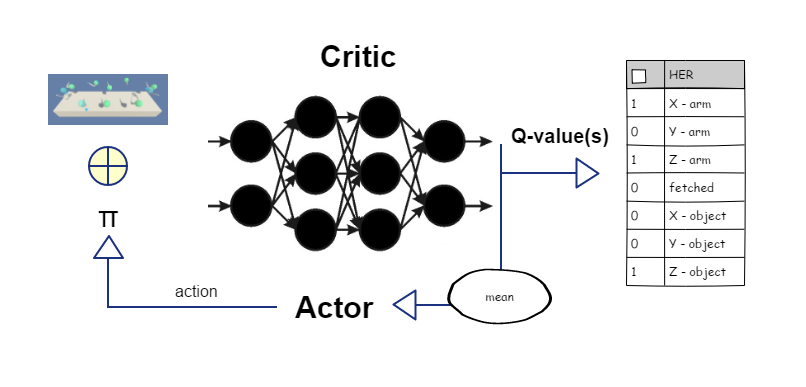 Critic
Q-value(s)
HER
1 X - arm
0 Y - arm
1 Z - arm
0 fetched
0 X - object
0 Y - object
1 Z - object
π
action
Actor
mean